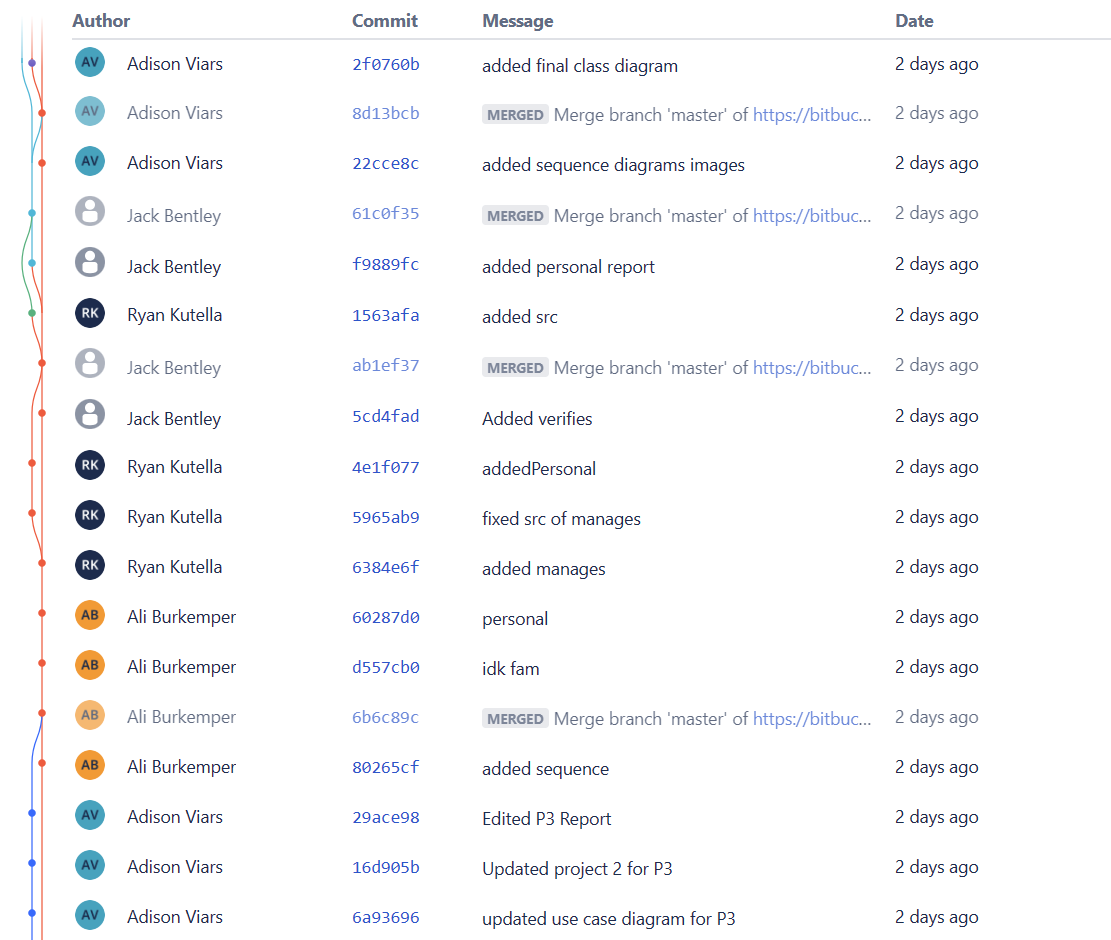 Author Commit Message Date
AV Adison Viars 2f0760b added final class diagram 2 days ago
AV Adison Viars 8d13bcb MERGED Merge branch 'master' of https://bitbuc... 2 days ago
AV Adison Viars 22cce8c added sequence diagrams images 2 days ago
Jack Bentley 61c0f35 MERGED Merge branch 'master' of https://bitbuc... 2 days ago
Jack Bentley f9889fc added personal report 2 days ago
RK Ryan Kutella 1563afa added src 2 days ago
Jack Bentley ab1ef37 MERGED Merge branch 'master' of https://bitbuc... 2 days ago
Jack Bentley 5cd4fad Added verifies 2 days ago
RK Ryan Kutella 4e1f077 addedPersonal 2 days ago
RK Ryan Kutella 5965ab9 fixed src of manages 2 days ago
RK Ryan Kutella 6384e6f added manages 2 days ago
AB Ali Burkemper 60287d0 personal 2 days ago
AB Ali Burkemper d557cb0 idk fam 2 days ago
AB Ali Burkemper 6b6c89c MERGED Merge branch 'master' of https://bitbuc... 2 days ago
AB Ali Burkemper 80265cf added sequence 2 days ago
AV Adison Viars 29ace98 Edited P3 Report 2 days ago
AV Adison Viars 16d905b Updated project 2 for P3 2 days ago
AV Adison Viars 6a93696 updated use case diagram for P3 2 days ago